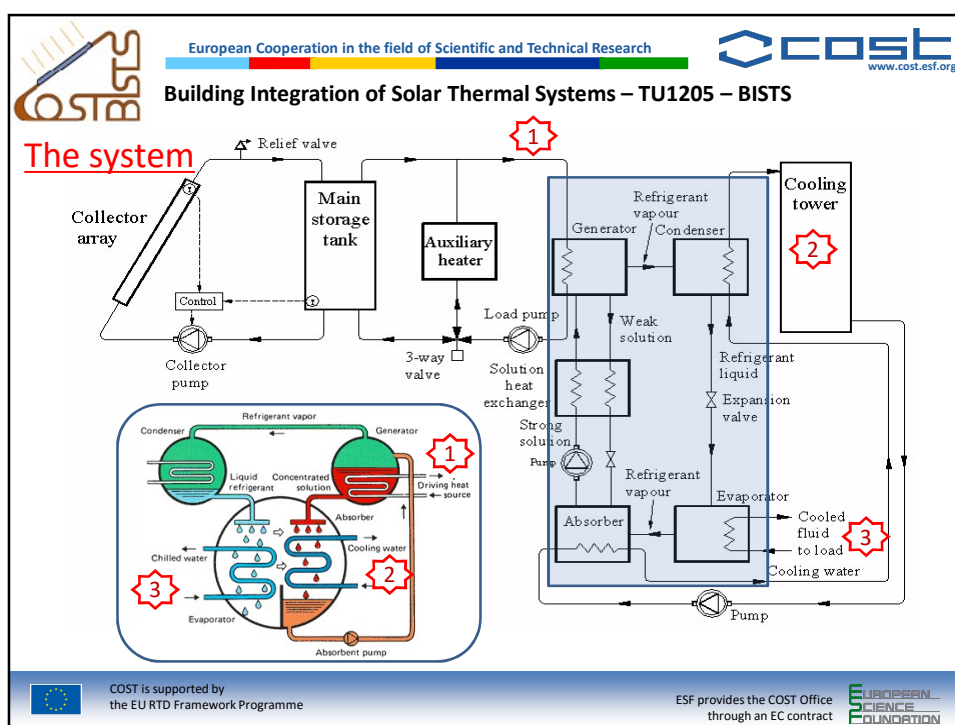 European Cooperation in the field of Scientific and Technical Research
cost
www.cost.esf.org
COST BISTS
Building Integration of Solar Thermal Systems – TU1205 – BISTS
The system
Relief valve
1
Collector
array
Main
storage
tank
Auxiliary
heater
Control
Collector
pump
3-way
valve
Load pump
Generator
Refrigerant
vapour
Condenser
Cooling
tower
2
Weak
solution
Solution
heat
exchanger
Refrigerant
liquid
Expansion
valve
Strong
solution
Pump
Refrigerant
vapour
Absorber
Evaporator
Cooled
fluid
to load
3
Cooling water
Pump
Refrigerant vapor
Condenser
Generator
1
Liquid
refrigerant
Concentrated
solution
Driving heat
source
Absorber
Chilled water
Cooling water
2
3
Evaporator
Absorbent pump
COST is supported by
the EU RTD Framework Programme
ESF provides the COST Office
through an EC contract
EUROPEAN
SCIENCE
FOUNDATION